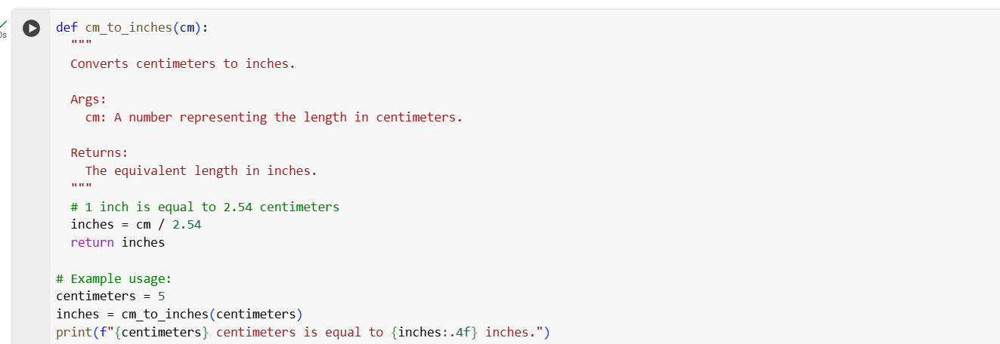 0s
def cm_to_inches(cm):
"""
Converts centimeters to inches.
Args:
cm: A number representing the length in centimeters.
Returns:
The equivalent length in inches.
"""
# 1 inch is equal to 2.54 centimeters
inches = cm / 2.54
return inches
# Example usage:
centimeters = 5
inches = cm_to_inches(centimeters)
print(f"{centimeters} centimeters is equal to {inches:.4f} inches.")